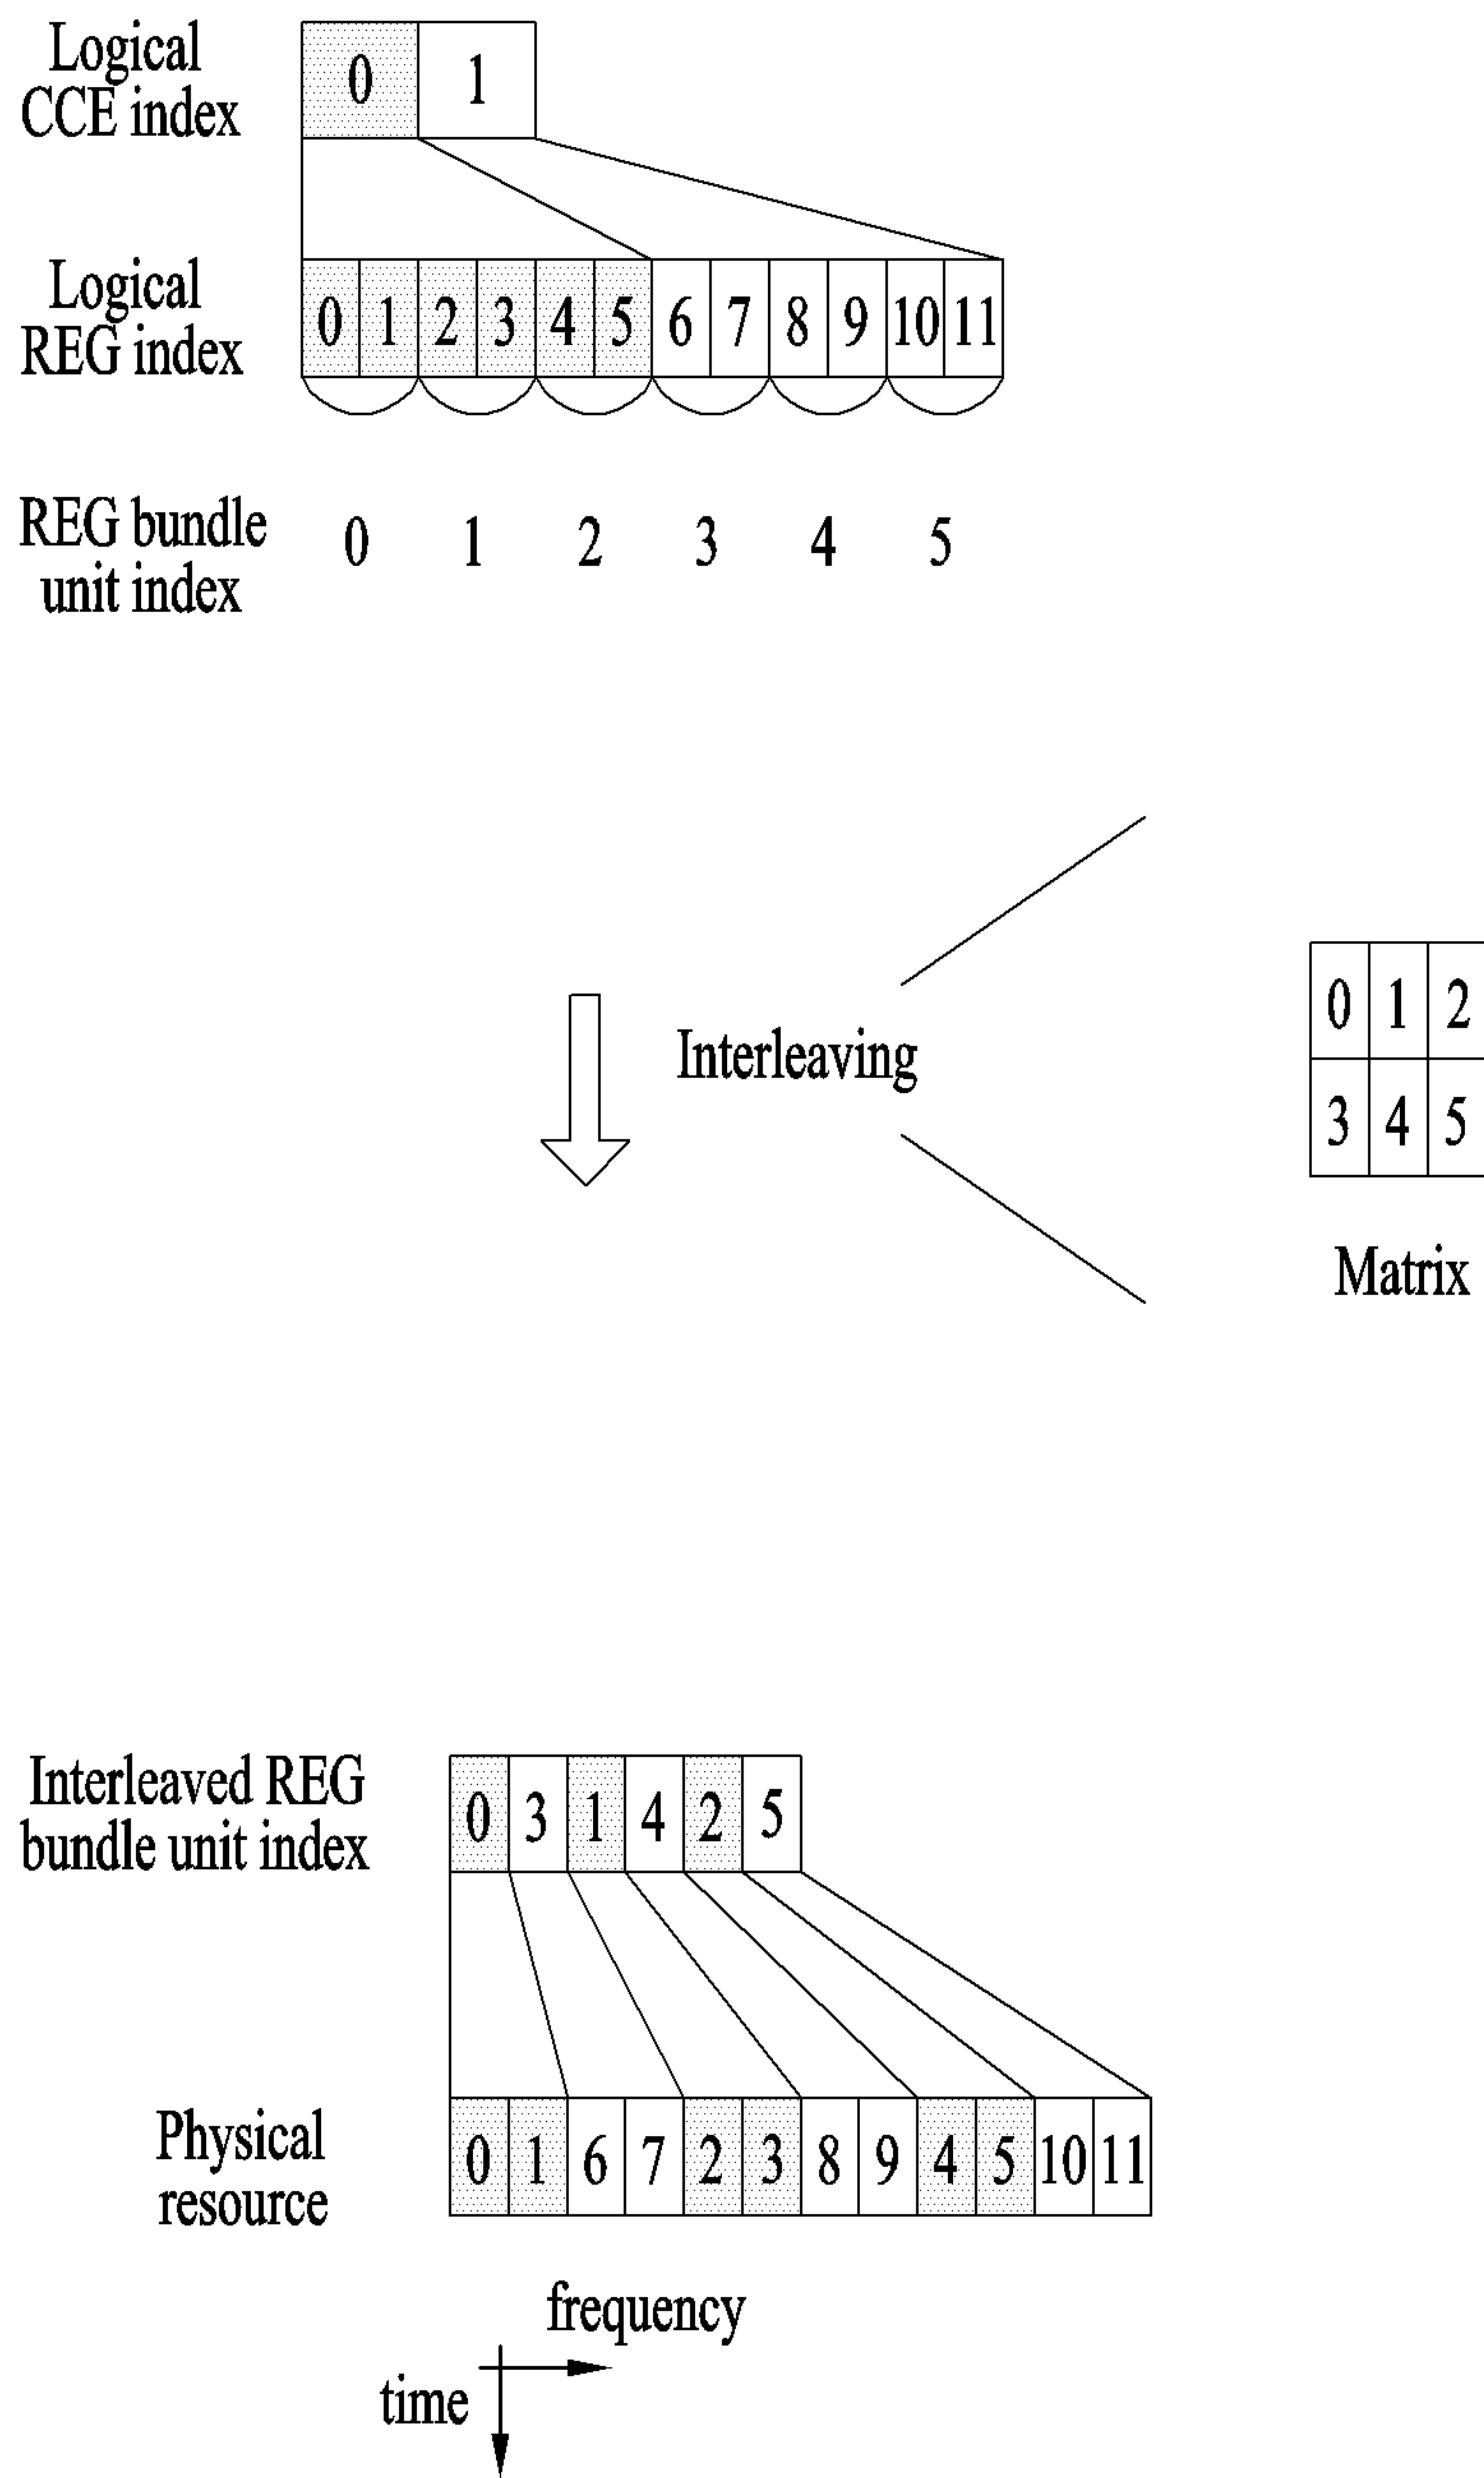 Logical
CCE index
0 1
Logical
REG index
0 1 2 3 4 5 6 7 8 9 10 11
REG bundle
unit index
0 1 2 3 4 5
Interleaving
0 1 2
3 4 5
Matrix
Interleaved REG
bundle unit index
0 3 1 4 2 5
Physical
resource
0 1 6 7 2 3 8 9 4 5 10 11
frequency
time